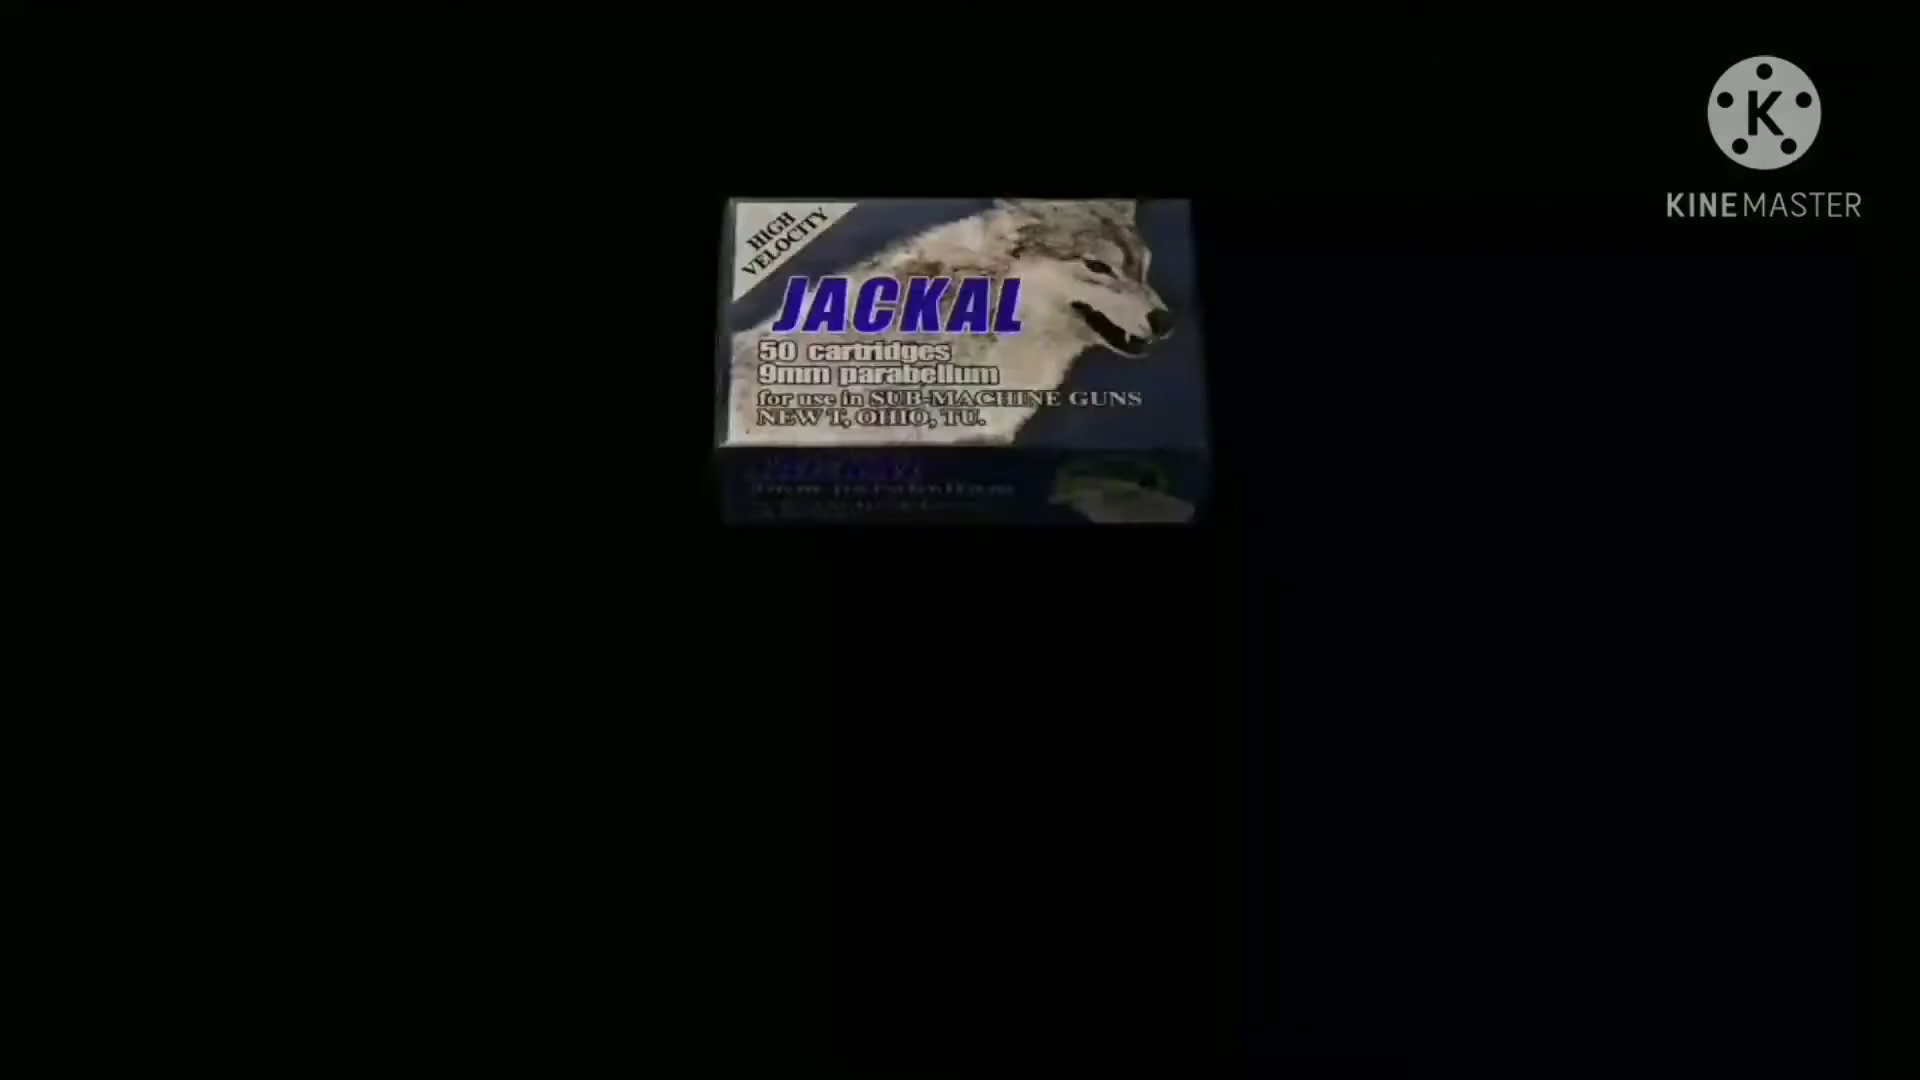 HIGH
VELOCITY
JACKAL
50 cartridges
9mm parabellum
for use in SUB-MACHINE GUNS
NEW T, OHIO, TU.
K
KINEMASTER